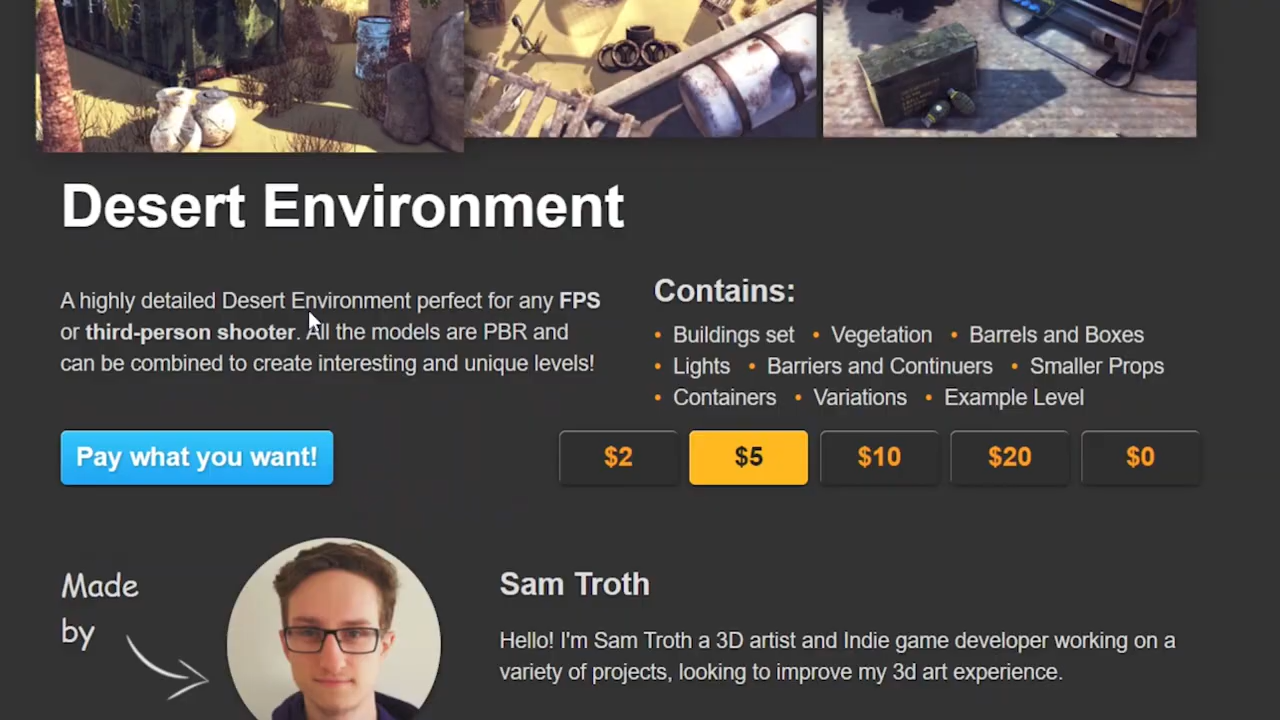 Desert Environment
A highly detailed Desert Environment perfect for any FPS
or third-person shooter. All the models are PBR and
can be combined to create interesting and unique levels!
Contains:
• Buildings set • Vegetation • Barrels and Boxes
• Lights • Barriers and Continuers • Smaller Props
• Containers • Variations • Example Level
Pay what you want!
$2 $5 $10 $20 $0
Made
by
Sam Troth
Hello! I'm Sam Troth a 3D artist and Indie game developer working on a
variety of projects, looking to improve my 3d art experience.